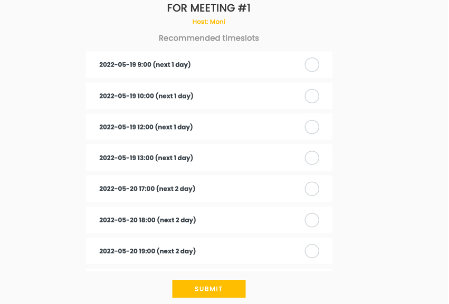 FOR MEETING #1
Host: Moni
Recommended timeslots
2022-05-19 9:00 (next 1 day)
2022-05-19 10:00 (next 1 day)
2022-05-19 12:00 (next 1 day)
2022-05-19 13:00 (next 1 day)
2022-05-20 17:00 (next 2 day)
2022-05-20 18:00 (next 2 day)
2022-05-20 19:00 (next 2 day)
SUBMIT